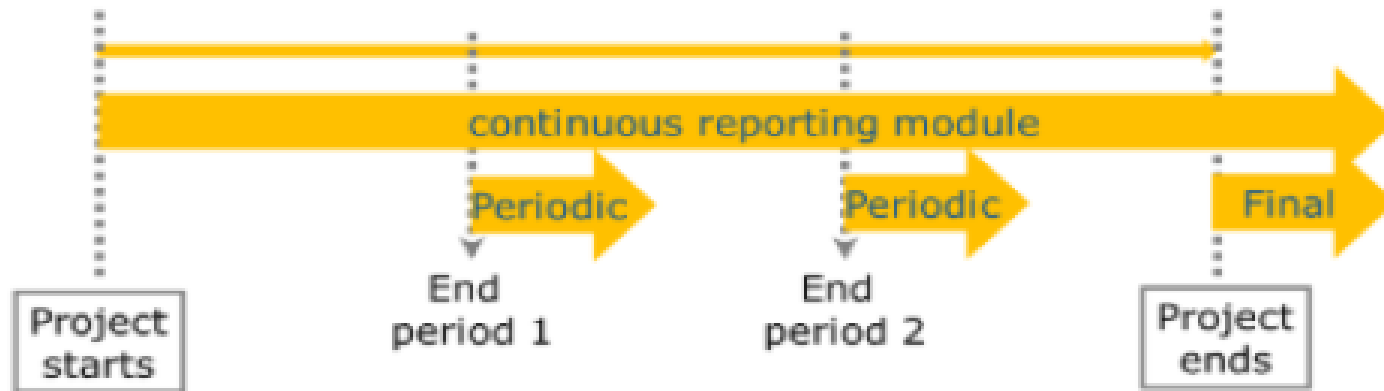 continuous reporting module
Periodic
Periodic
Final
Project
starts
End
period 1
End
period 2
Project
ends